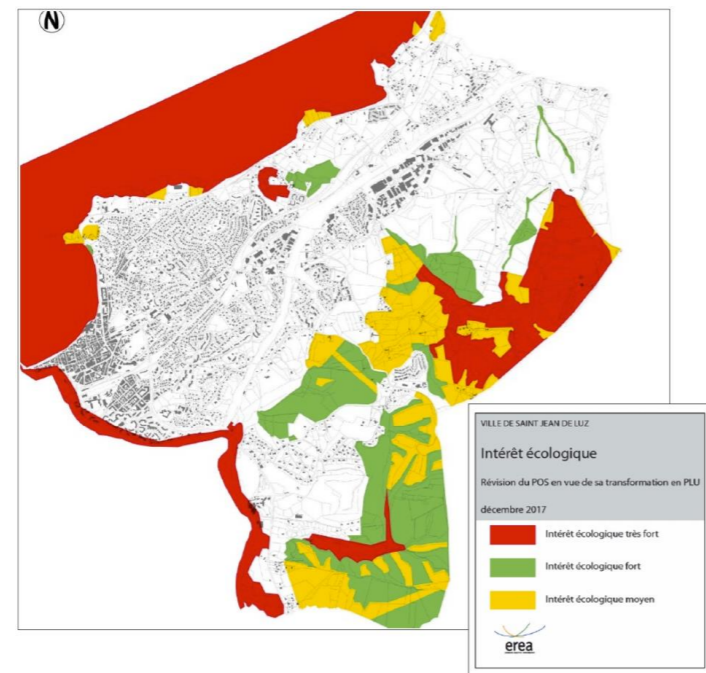 N
VILLE DE SAINT JEAN DE LUZ
Intérêt écologique
Révision du POS en vue de sa transformation en PLU
décembre 2017
Intérêt écologique très fort
Intérêt écologique fort
Intérêt écologique moyen
erea